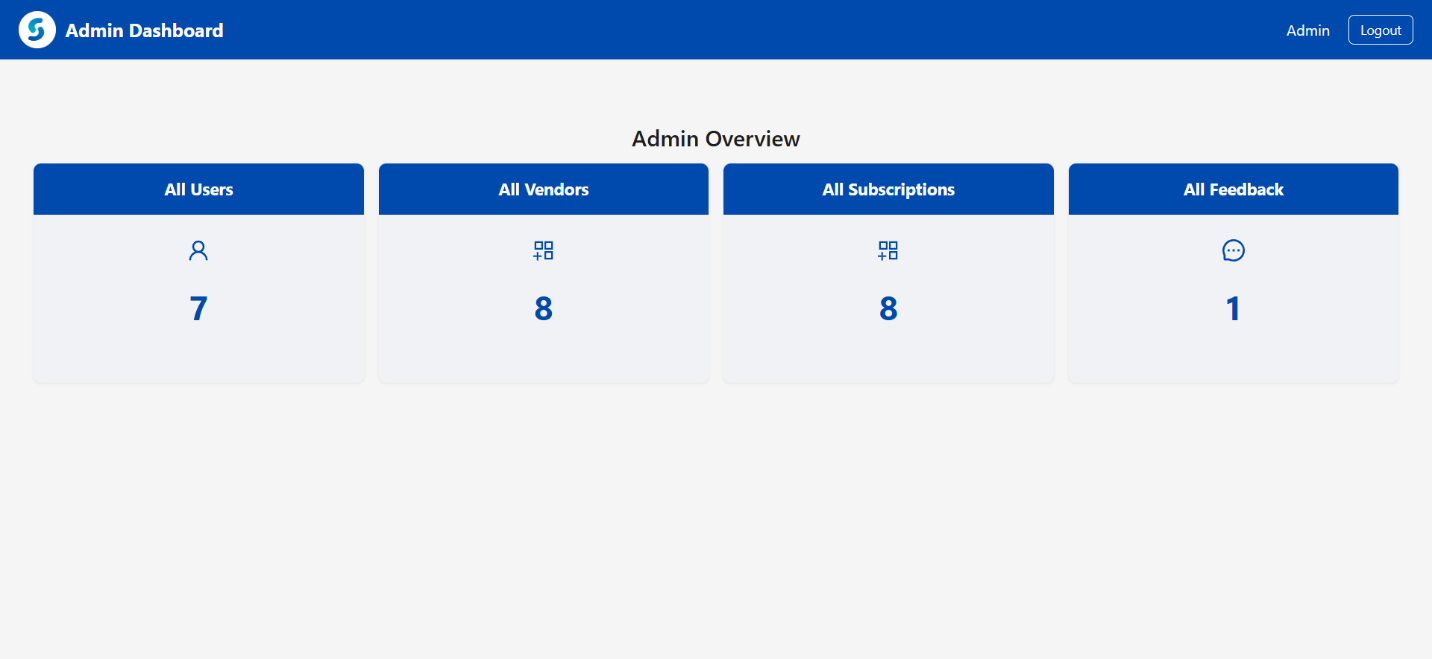 Admin Dashboard
Admin
Logout
Admin Overview
All Users
7
All Vendors
8
All Subscriptions
8
All Feedback
1